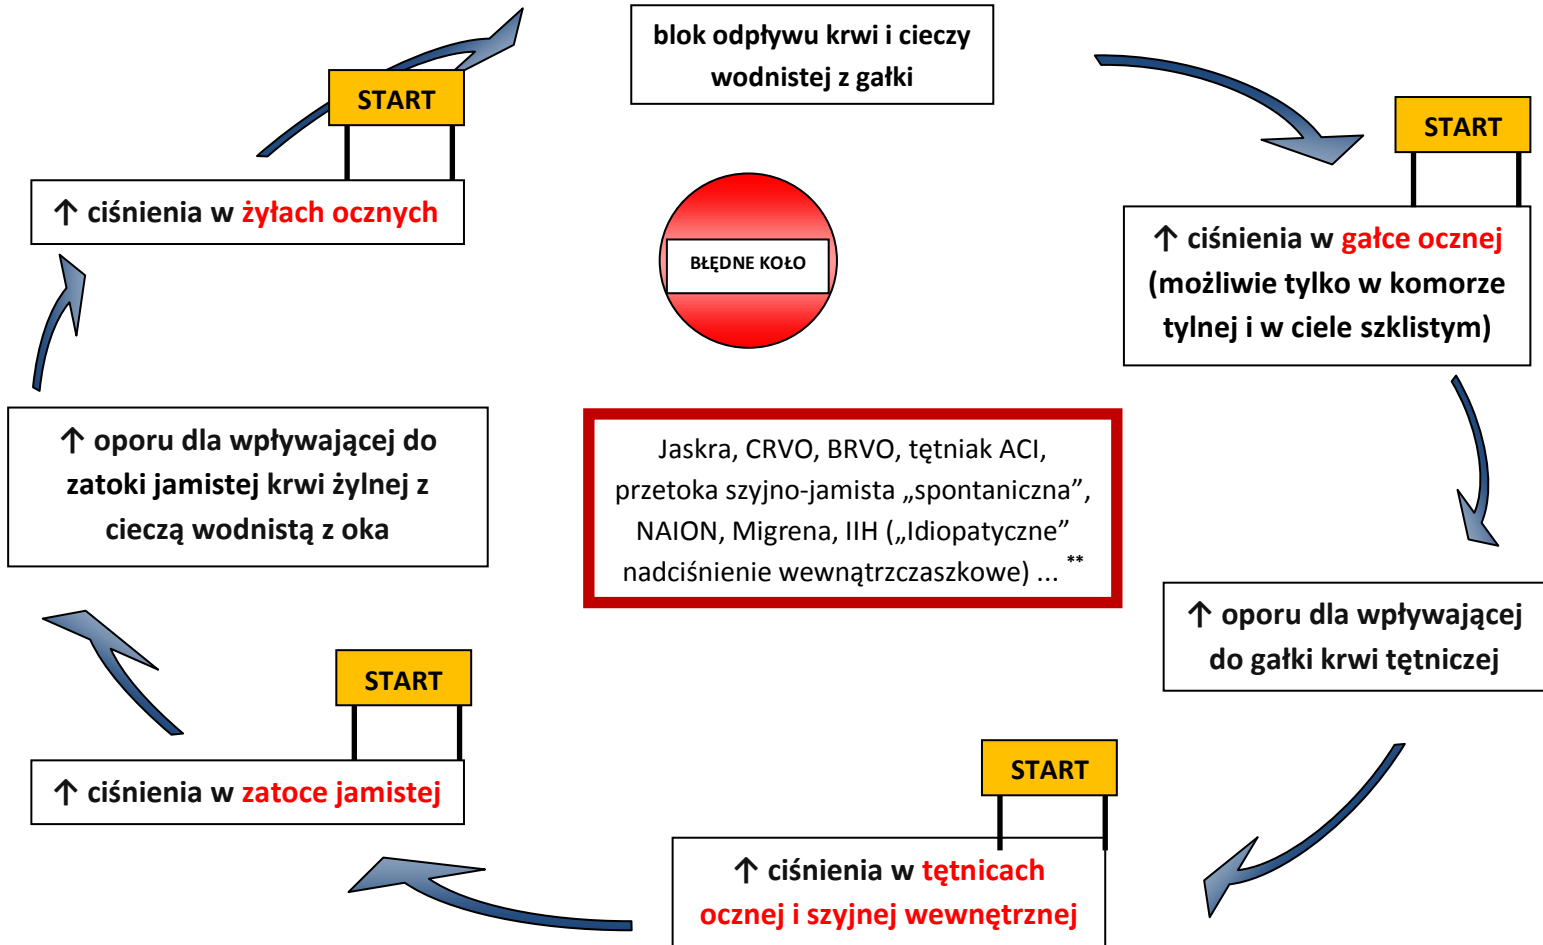 blok odpływu krwi i cieczy
wodnistej z gałki
START
↑ ciśnienia w gałce ocznej
(możliwie tylko w komorze
tylnej i w ciele szklistym)
↑ oporu dla wpływającej
do gałki krwi tętniczej
START
↑ ciśnienia w tętnicach
ocznej i szyjnej wewnętrznej
START
↑ ciśnienia w zatoce jamistej
↑ oporu dla wpływającej do
zatoki jamistej krwi żylnej z
cieczą wodnistą z oka
START
↑ ciśnienia w żyłach ocznych
BŁĘDNE KOŁO
Jaskra, CRVO, BRVO, tętniak ACI,
przetoka szyjno-jamista „spontaniczna”,
NAION, Migrena, IIH („Idiopatyczne”
nadciśnienie wewnątrzczaszkowe) ... **